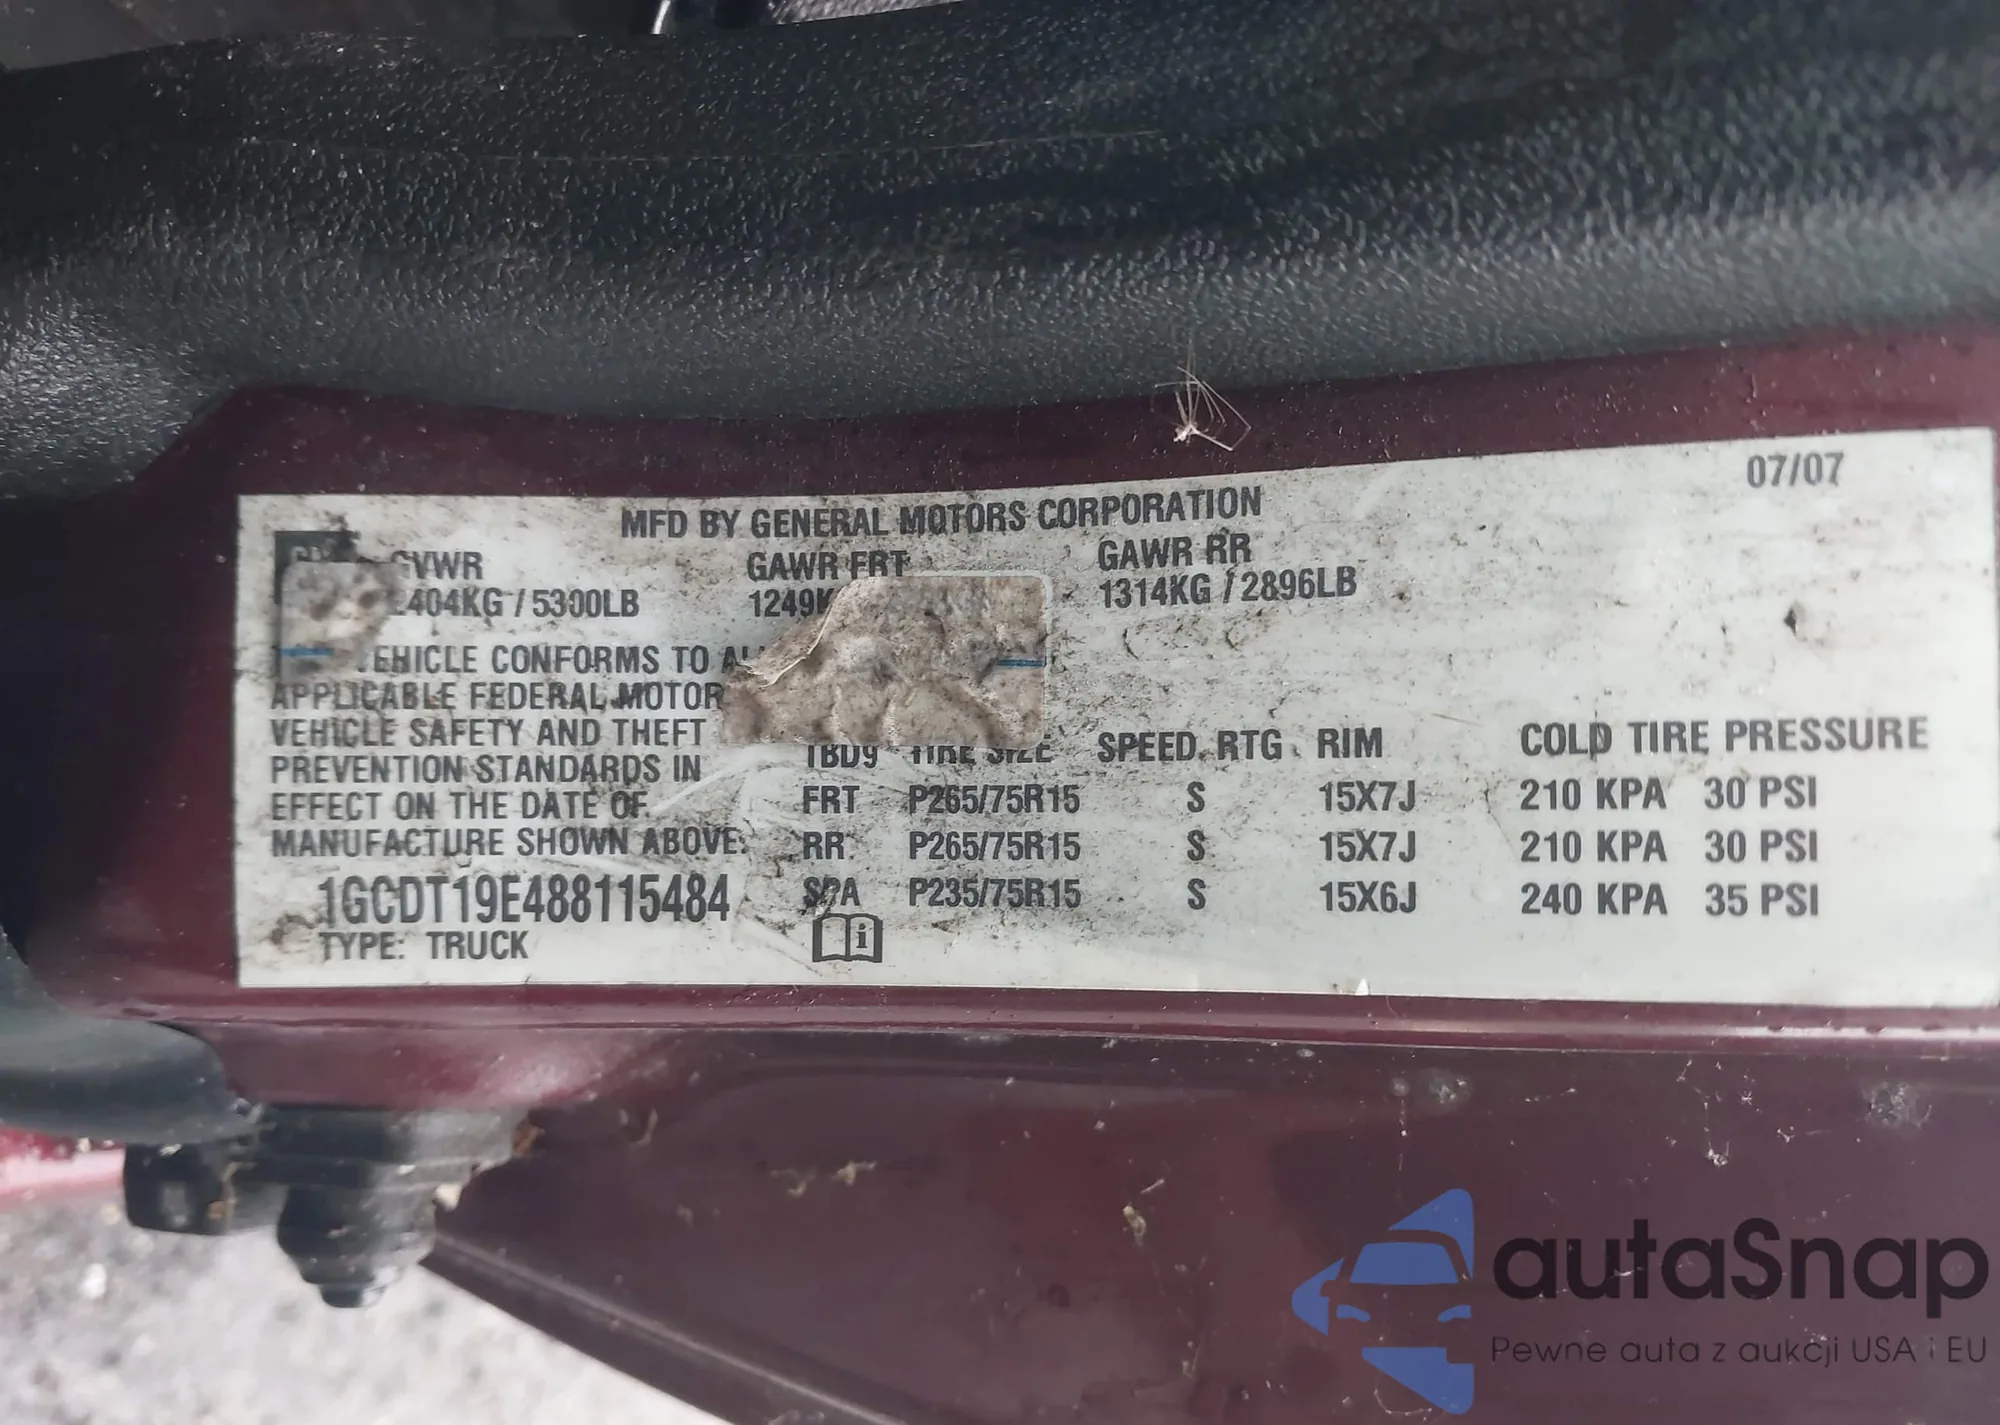 07/07
MFD BY GENERAL MOTORS CORPORATION
GVWR GAWR FRT GAWR RR
2404KG / 5300LB 1249K 1314KG / 2896LB
VEHICLE CONFORMS TO
APPLICABLE FEDERAL MOTOR
VEHICLE SAFETY AND THEFT
PREVENTION STANDARDS IN
EFFECT ON THE DATE OF
MANUFACTURE SHOWN ABOVE.
1GCDT19E488115484
TYPE: TRUCK
TBD9 TIRE SIZE SPEED RTG RIM COLD TIRE PRESSURE
FRT P265/75R15 S 15X7J 210 KPA 30 PSI
RR P265/75R15 S 15X7J 210 KPA 30 PSI
SPA P235/75R15 S 15X6J 240 KPA 35 PSI
i
autaSnap
Pewne auta z aukcji USA i EU